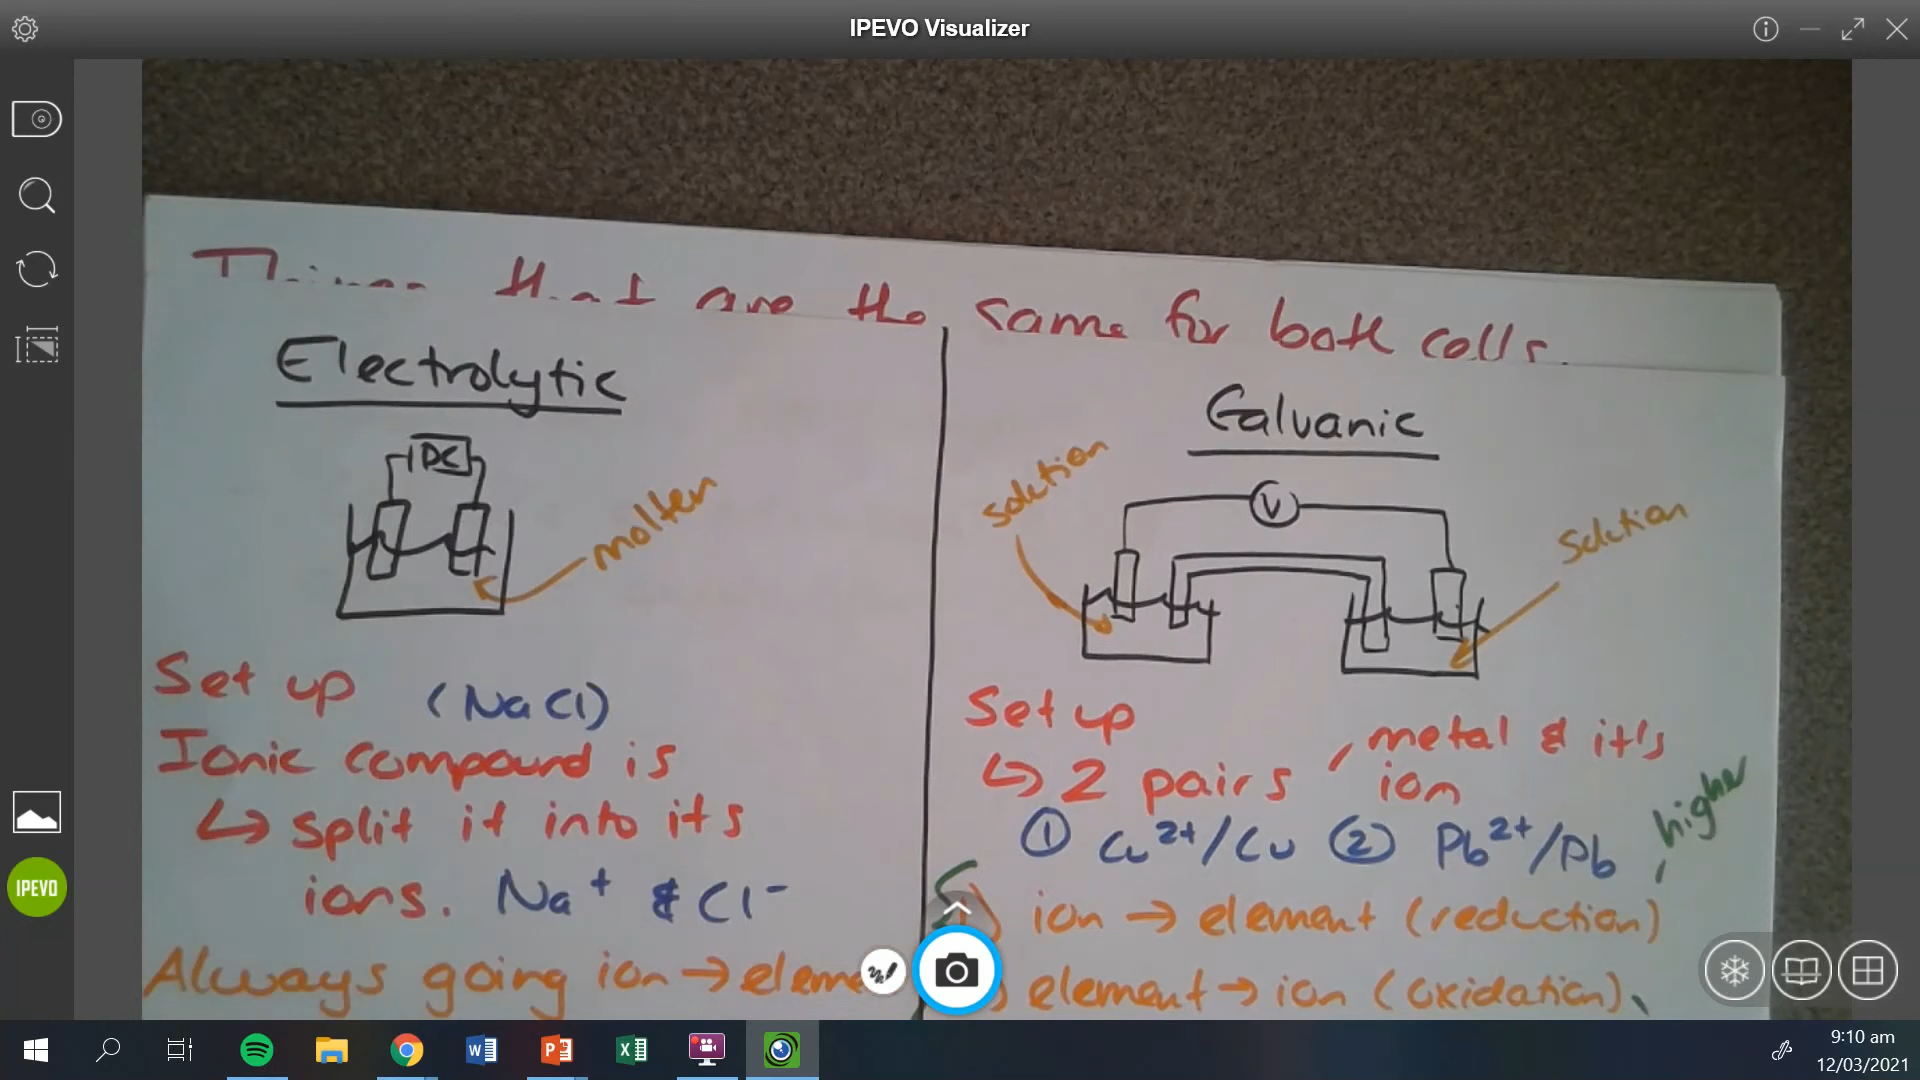 IPEVO Visualizer
Things that are the same for both cells.
Electrolytic
DC
molten
Set up (NaCl)
Ionic compound is
↳ split it into it's
ions. Na⁺ & Cl⁻
Always going ion → eleme
Galvanic
solution
V
solution
Set up
↳ 2 pairs , metal & it's
ion
① Cu²⁺/Cu ② Pb²⁺/Pb
higher
ion → element (reduction)
element → ion (oxidation)
IPEVO
9:10 am
12/03/2021